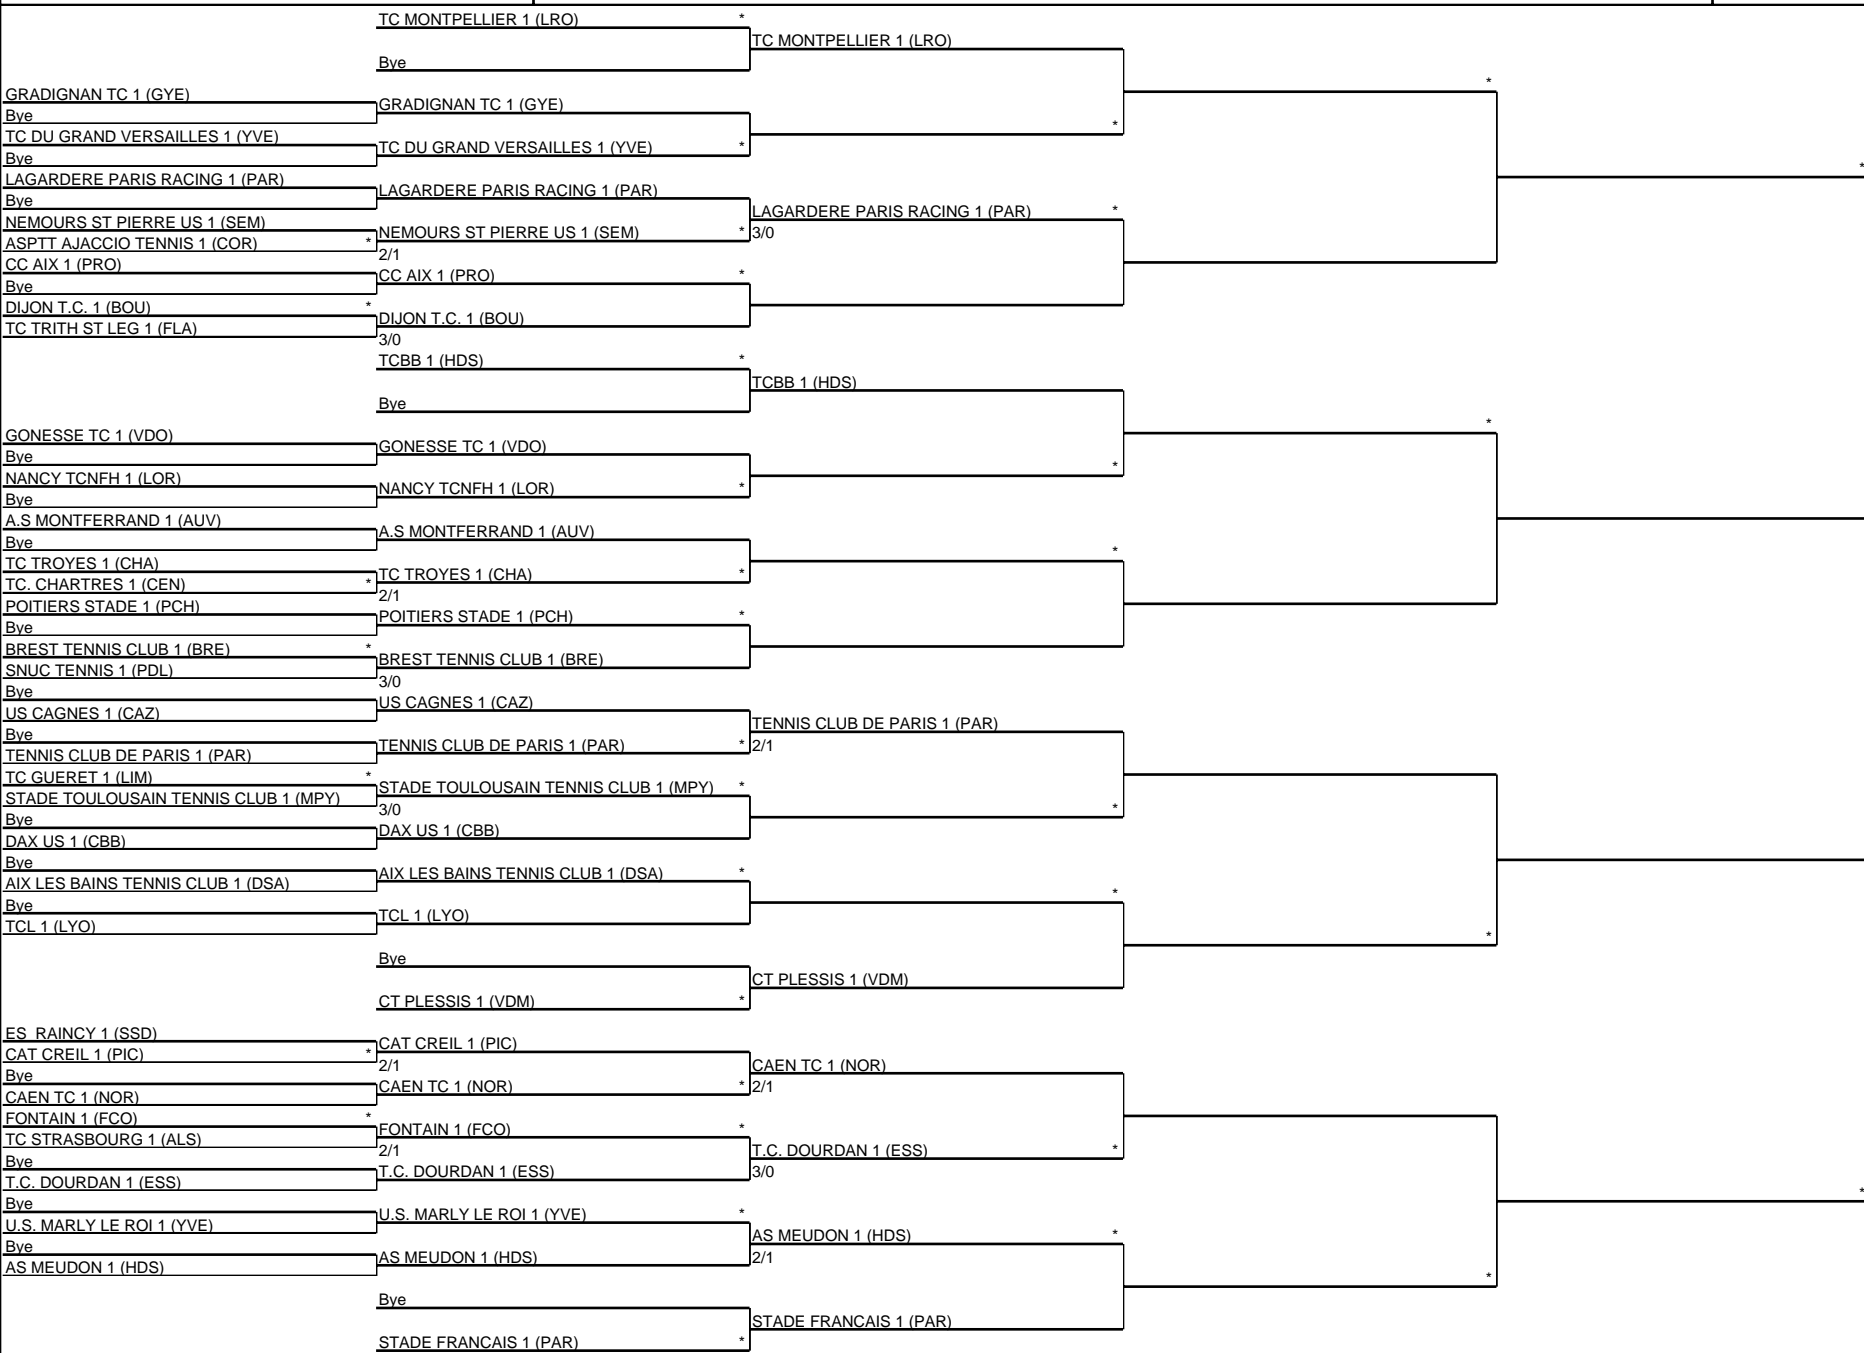 TC MONTPELLIER 1 (LRO) *
TC MONTPELLIER 1 (LRO)
Bye
*
GRADIGNAN TC 1 (GYE)
GRADIGNAN TC 1 (GYE)
Bye
*
TC DU GRAND VERSAILLES 1 (YVE)
TC DU GRAND VERSAILLES 1 (YVE) *
Bye
*
LAGARDERE PARIS RACING 1 (PAR)
LAGARDERE PARIS RACING 1 (PAR)
Bye
LAGARDERE PARIS RACING 1 (PAR) *
NEMOURS ST PIERRE US 1 (SEM)
NEMOURS ST PIERRE US 1 (SEM) * 3/0
ASPTT AJACCIO TENNIS 1 (COR) *
2/1
CC AIX 1 (PRO)
CC AIX 1 (PRO) *
Bye
DIJON T.C. 1 (BOU) *
DIJON T.C. 1 (BOU)
TC TRITH ST LEG 1 (FLA)
3/0
TCBB 1 (HDS) *
TCBB 1 (HDS)
Bye
*
GONESSE TC 1 (VDO)
GONESSE TC 1 (VDO)
Bye
*
NANCY TCNFH 1 (LOR)
NANCY TCNFH 1 (LOR) *
Bye
A.S MONTFERRAND 1 (AUV)
A.S MONTFERRAND 1 (AUV)
Bye
*
TC TROYES 1 (CHA)
TC TROYES 1 (CHA) *
TC. CHARTRES 1 (CEN) *
2/1
POITIERS STADE 1 (PCH)
POITIERS STADE 1 (PCH) *
Bye
BREST TENNIS CLUB 1 (BRE) *
BREST TENNIS CLUB 1 (BRE)
SNUC TENNIS 1 (PDL)
3/0
Bye
US CAGNES 1 (CAZ)
US CAGNES 1 (CAZ)
TENNIS CLUB DE PARIS 1 (PAR)
Bye
TENNIS CLUB DE PARIS 1 (PAR) * 2/1
TENNIS CLUB DE PARIS 1 (PAR)
TC GUERET 1 (LIM) *
STADE TOULOUSAIN TENNIS CLUB 1 (MPY) *
STADE TOULOUSAIN TENNIS CLUB 1 (MPY)
3/0
*
Bye
DAX US 1 (CBB)
DAX US 1 (CBB)
Bye
AIX LES BAINS TENNIS CLUB 1 (DSA) *
AIX LES BAINS TENNIS CLUB 1 (DSA)
*
Bye
TCL 1 (LYO)
TCL 1 (LYO)
*
Bye
CT PLESSIS 1 (VDM)
CT PLESSIS 1 (VDM) *
ES RAINCY 1 (SSD)
CAT CREIL 1 (PIC)
CAT CREIL 1 (PIC) *
2/1
CAEN TC 1 (NOR)
Bye
CAEN TC 1 (NOR) * 2/1
CAEN TC 1 (NOR)
FONTAIN 1 (FCO) *
FONTAIN 1 (FCO) *
TC STRASBOURG 1 (ALS)
2/1
T.C. DOURDAN 1 (ESS) *
Bye
T.C. DOURDAN 1 (ESS)
3/0
T.C. DOURDAN 1 (ESS)
*
Bye
U.S. MARLY LE ROI 1 (YVE) *
U.S. MARLY LE ROI 1 (YVE)
AS MEUDON 1 (HDS) *
Bye
AS MEUDON 1 (HDS)
2/1
AS MEUDON 1 (HDS)
*
Bye
STADE FRANCAIS 1 (PAR)
STADE FRANCAIS 1 (PAR) *